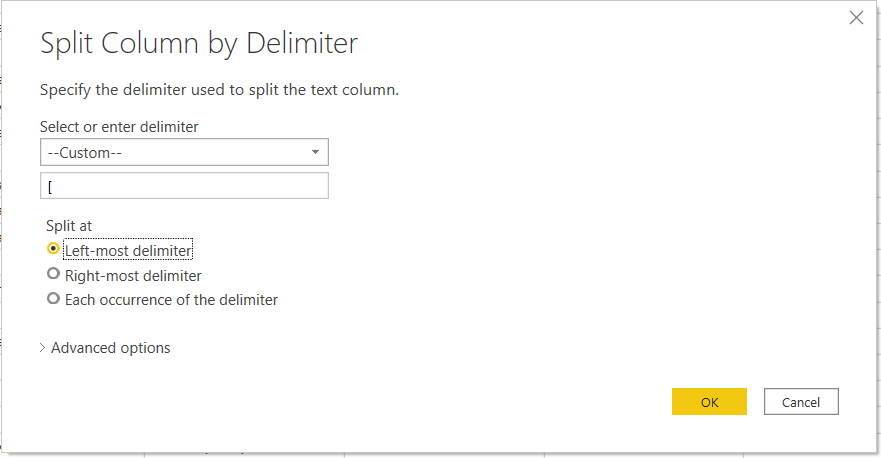 Split Column by Delimiter
Specify the delimiter used to split the text column.
Select or enter delimiter
--Custom--
[
Split at
Left-most delimiter
Right-most delimiter
Each occurrence of the delimiter
Advanced options
OK
Cancel